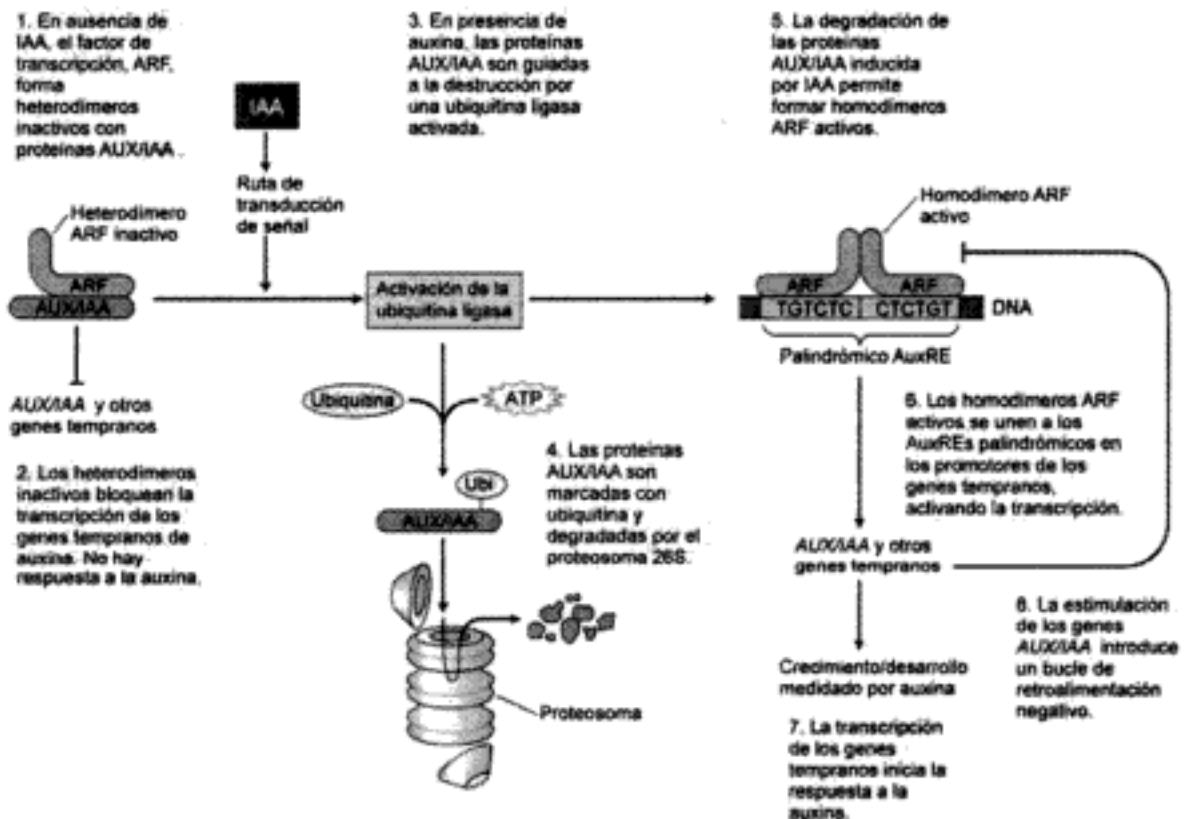 1. En ausencia de
IAA, el factor de
transcripción, ARF,
forma
heterodímeros
inactivos con
proteínas AUX/IAA.
IAA
Ruta de
transducción
de señal
3. En presencia de
auxina, las proteínas
AUX/IAA son guiadas
a la destrucción por
una ubiquitina ligasa
activada.
5. La degradación de
las proteínas
AUX/IAA inducida
por IAA permite
formar homodímeros
ARF activos.
Heterodímero
ARF inactivo
ARF
AUX/IAA
Activación de la
ubiquitina ligasa
Homodímero ARF
activo
ARF ARF
TGTCTC CTCTGT DNA
Palindrómico AuxRE
AUX/IAA y otros
genes tempranos
2. Los heterodímeros
inactivos bloquean la
transcripción de los
genes tempranos de
auxina. No hay
respuesta a la auxina.
Ubiquitina
ATP
Ubi
AUX/IAA
4. Las proteínas
AUX/IAA son
marcadas con
ubiquitina y
degradadas por el
proteosoma 26S.
Proteosoma
6. Los homodímeros ARF
activos se unen a los
AuxREs palindrómicos en
los promotores de los
genes tempranos,
activando la transcripción.
AUX/IAA y otros
genes tempranos
Crecimiento/desarrollo
medidado por auxina
7. La transcripción
de los genes
tempranos inicia la
respuesta a la
auxina.
8. La estimulación
de los genes
AUX/IAA introduce
un bucle de
retroalimentación
negativo.